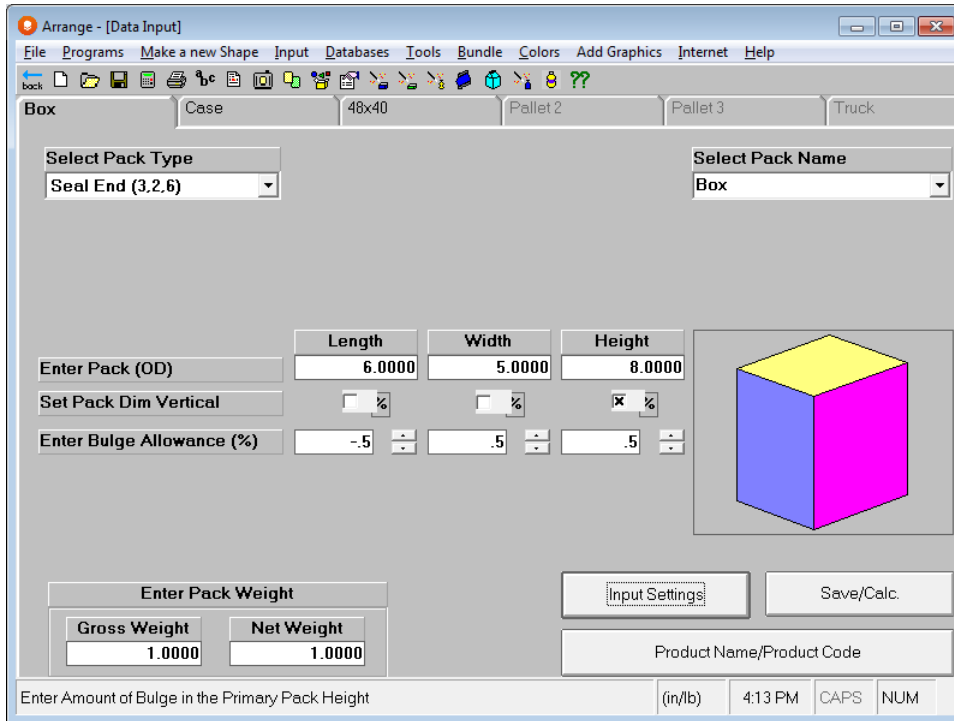 Arrange - [Data Input]
File Programs Make a new Shape Input Databases Tools Bundle Colors Add Graphics Internet Help
back abc ??
Box Case 48x40 Pallet 2 Pallet 3 Truck
Select Pack Type Select Pack Name
Seal End (3,2,6) Box
Length Width Height
Enter Pack (OD) 6.0000 5.0000 8.0000
Set Pack Dim Vertical % % x %
Enter Bulge Allowance (%) -.5 .5 .5
Enter Pack Weight Input Settings Save/Calc.
Gross Weight Net Weight
1.0000 1.0000 Product Name/Product Code
Enter Amount of Bulge in the Primary Pack Height (in/lb) 4:13 PM CAPS NUM